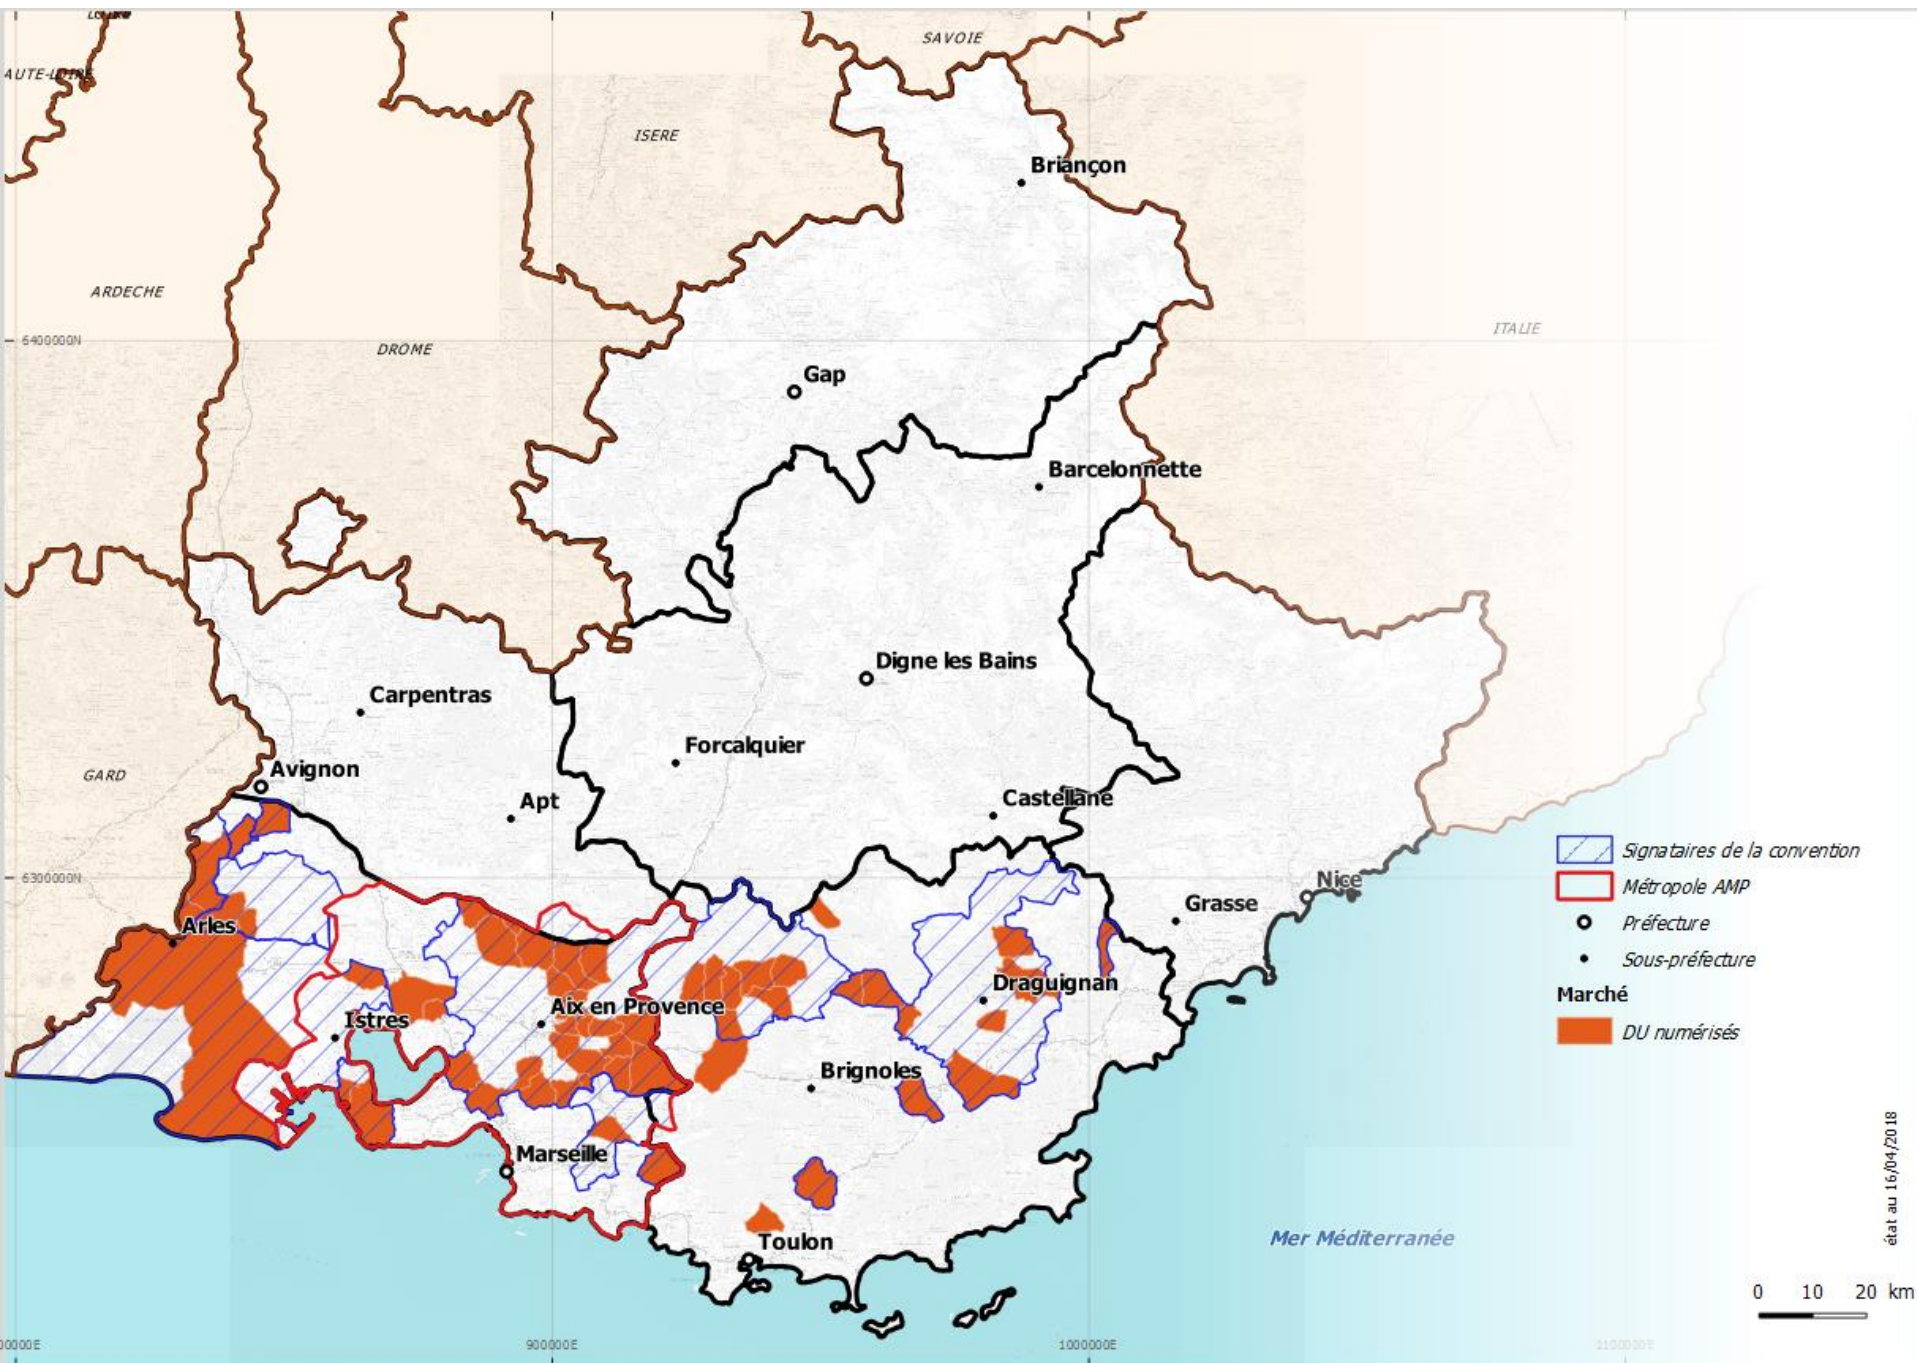 SAVOIE
ISERE
Briançon
ARDECHE
ITALIE
6400000N
DROME
Gap
Barcelonnette
Digne les Bains
Carpentras
Forcalquier
GARD
Avignon
Apt
Castellane
6300000N
Nice
Grasse
Arles
Draguignan
Istres
Aix en Provence
Brignoles
Marseille
Toulon
Mer Méditerranée
Signataires de la convention
Métropole AMP
Préfecture
Sous-préfecture
Marché
DU numérisés
état au 16/04/2018
0 10 20 km
00000E
900000E
1000000E
1100000E